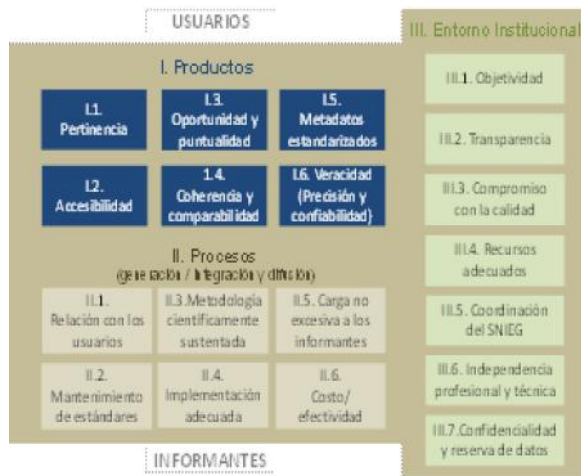 USUARIOS
I. Productos
I.1.
Pertinencia
I.3.
Oportunidad y
puntualidad
I.5.
Metadatos
estandarizados
I.2.
Accesibilidad
1.4.
Coherencia y
comparabilidad
I.6. Veracidad
(Precisión y
confiabilidad)
II. Procesos
(generación / integración y difusión)
II.1.
Relación con los
usuarios
II.3.Metodología
científicamente
sustentada
II.5. Carga no
excesiva a los
informantes
II.2.
Mantenimiento
de estándares
II.4.
Implementación
adecuada
II.6.
Costo/
efectividad
INFORMANTES
III. Entorno Institucional
III.1. Objetividad
III.2. Transparencia
III.3. Compromiso
con la calidad
III.4. Recursos
adecuados
III.5. Coordinación
del SNIEG
III.6. Independencia
profesional y técnica
III.7.Confidencialidad
y reserva de datos